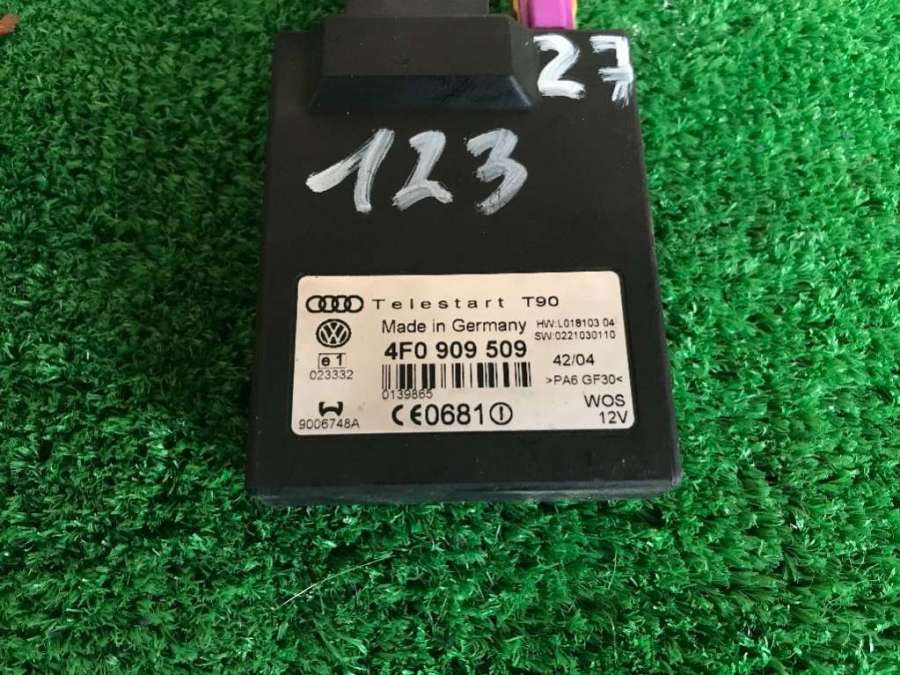 27
123
Telestart T90
Made in Germany
HW:L018103 04
SW:0221030110
4F0 909 509
42/04
e1
023332
0139865
>PA6 GF30<
9006748A
CE0681
WOS
12V